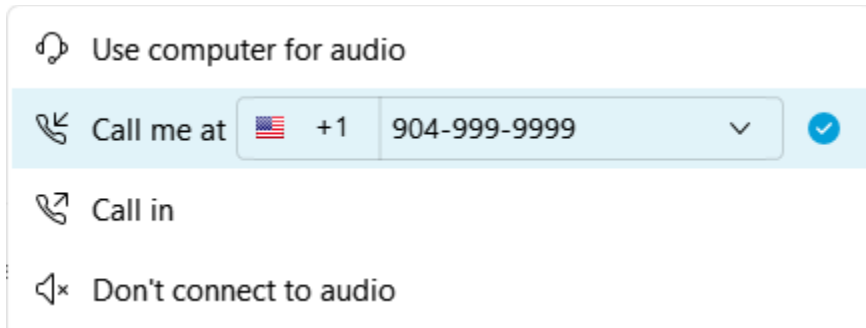 Use computer for audio
Call me at +1 904-999-9999
Call in
Don't connect to audio